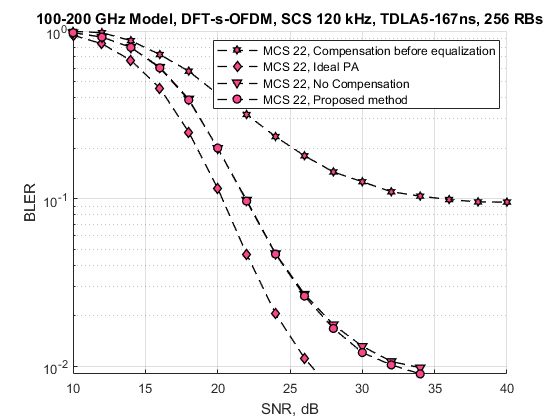 100-200 GHz Model, DFT-s-OFDM, SCS 120 kHz, TDLA5-167ns, 256 RBs
MCS 22, Compensation before equalization
MCS 22, Ideal PA
MCS 22, No Compensation
MCS 22, Proposed method
BLER
10^0
10^-1
10^-2
10 15 20 25 30 35 40
SNR, dB